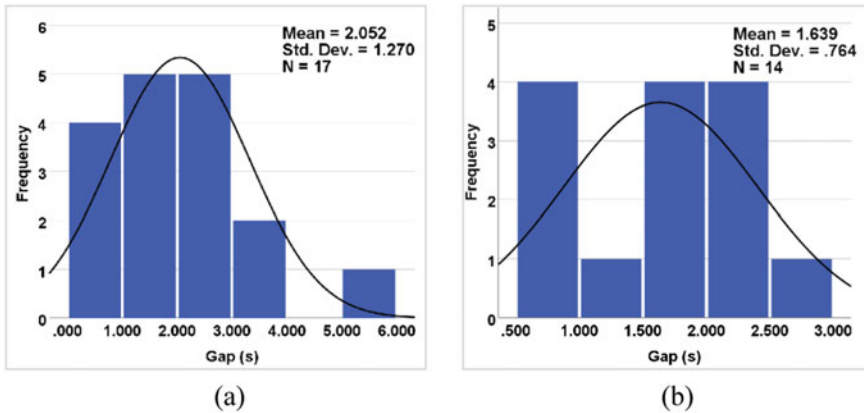 6
5
4
3
2
1
0
Frequency
Mean = 2.052
Std. Dev. = 1.270
N = 17
.000 1.000 2.000 3.000 4.000 5.000 6.000
Gap (s)
(a)
5
4
3
2
1
0
Frequency
Mean = 1.639
Std. Dev. = .764
N = 14
.500 1.000 1.500 2.000 2.500 3.000
Gap (s)
(b)